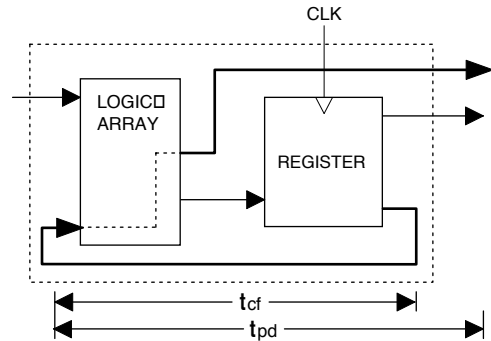 CLK
LOGIC□
ARRAY
REGISTER
tcf
tpd